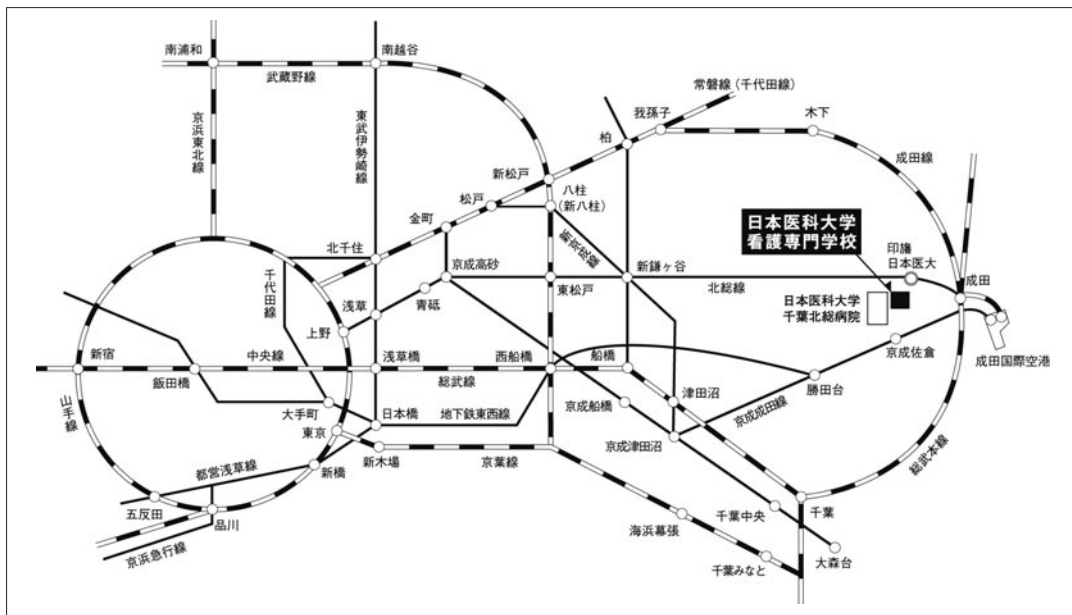 南浦和
南越谷
武蔵野線
常磐線（千代田線）
我孫子
木下
柏
京浜東北線
東武伊勢崎線
成田線
新松戸
八柱
（新八柱）
松戸
金町
日本医科大学
看護専門学校
新京成線
北千住
京成高砂
新鎌ヶ谷
北総線
印旛
日本医大
成田
千代田線
東松戸
青砥
浅草
上野
日本医科大学
千葉北総病院
新宿
中央線
浅草橋
西船橋
船橋
京成佐倉
成田国際空港
飯田橋
総武線
勝田台
山手線
大手町
日本橋
地下鉄東西線
京成船橋
津田沼
京成成田線
東京
京成津田沼
総武本線
新木場
京葉線
都営浅草線
新橋
五反田
品川
千葉
千葉中央
海浜幕張
京浜急行線
千葉みなと
大森台